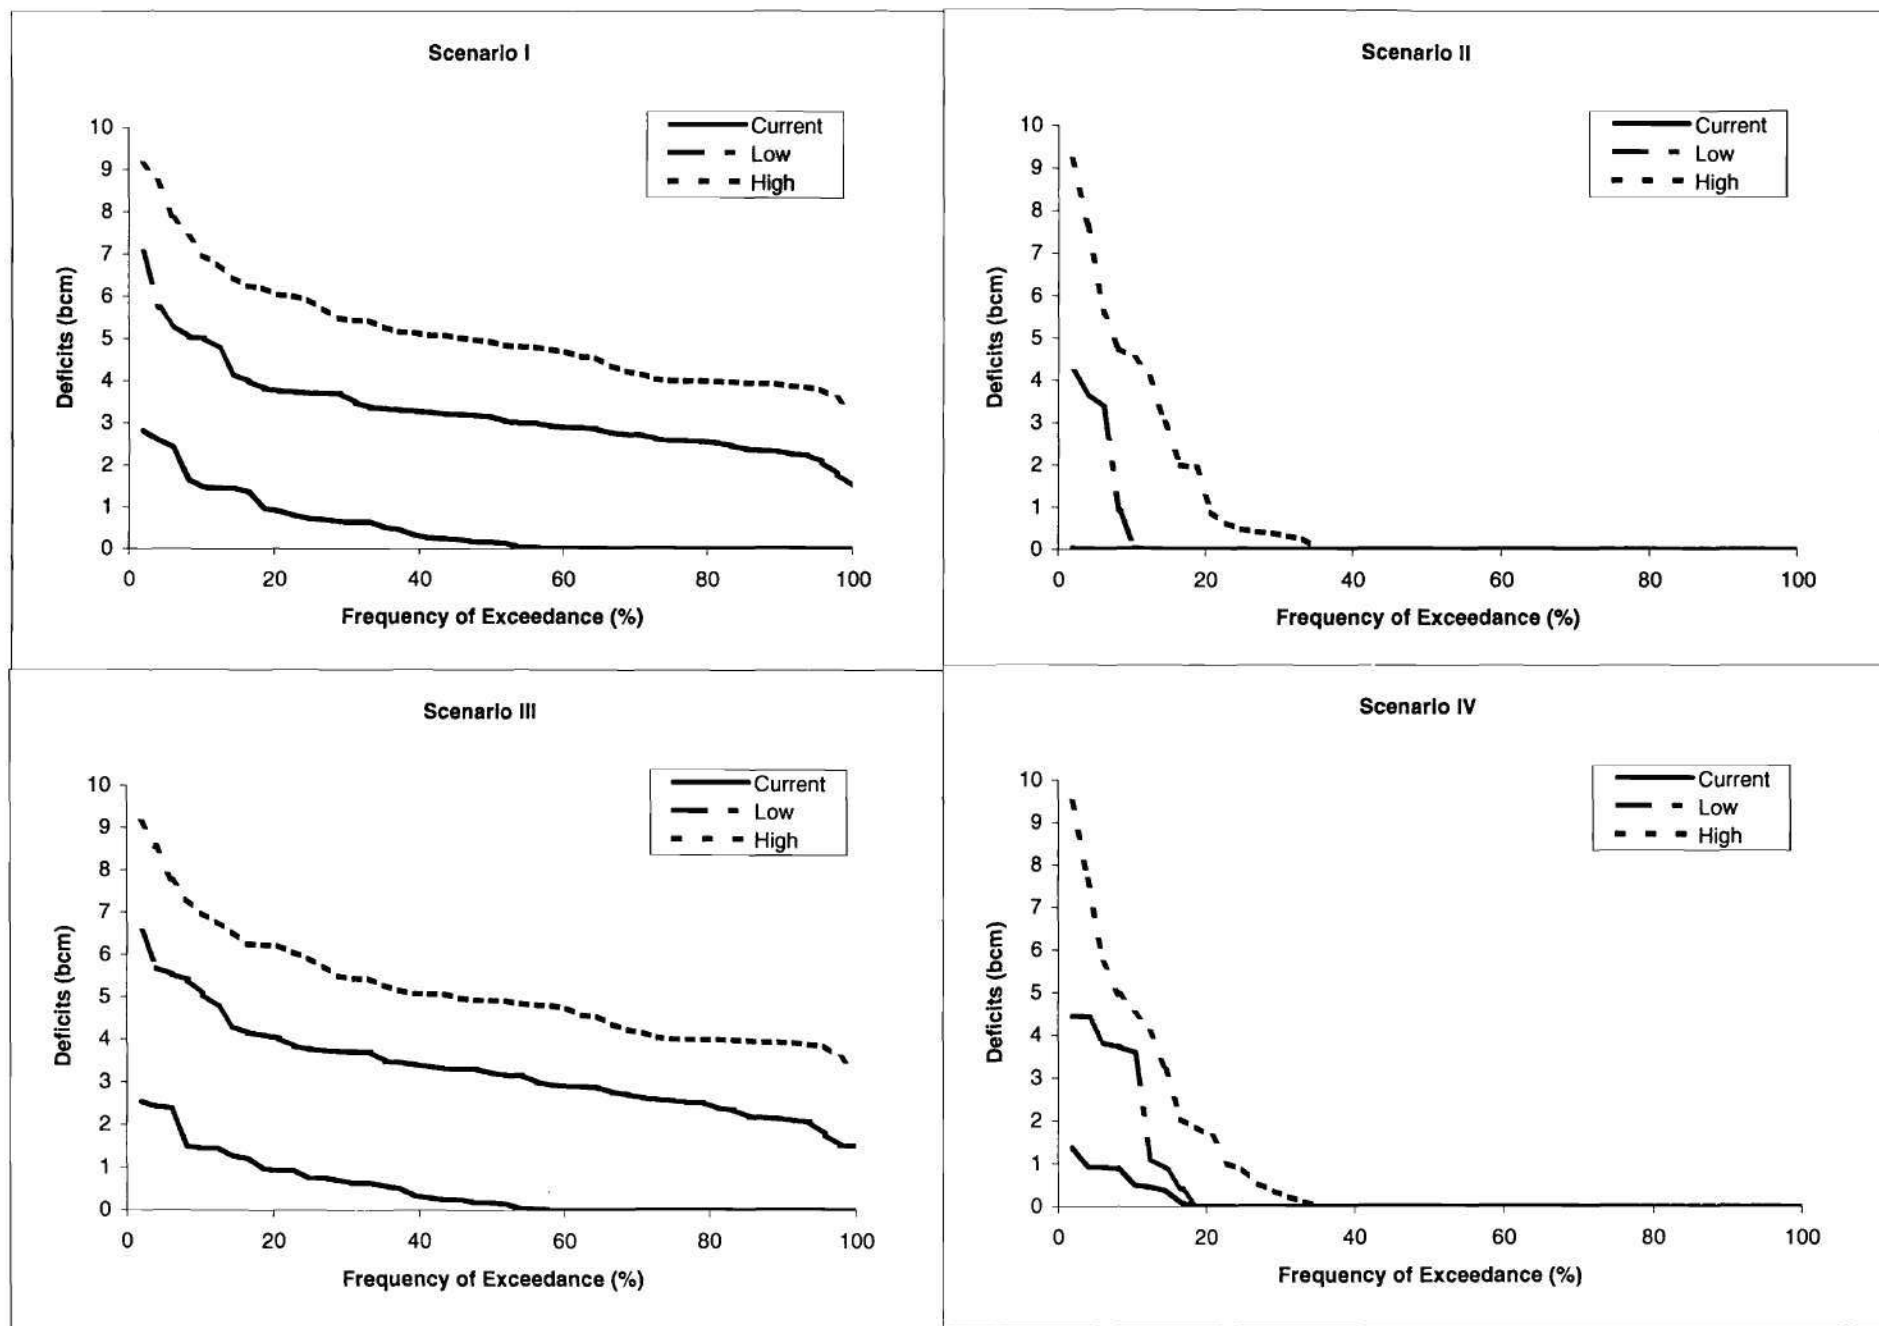 Scenario I
Current
Low
High
10
9
8
7
6
5
4
3
2
1
0
Deficits (bcm)
0 20 40 60 80 100
Frequency of Exceedance (%)
Scenario II
Current
Low
High
10
9
8
7
6
5
4
3
2
1
0
Deficits (bcm)
0 20 40 60 80 100
Frequency of Exceedance (%)
Scenario III
Current
Low
High
10
9
8
7
6
5
4
3
2
1
0
Deficits (bcm)
0 20 40 60 80 100
Frequency of Exceedance (%)
Scenario IV
Current
Low
High
10
9
8
7
6
5
4
3
2
1
0
Deficits (bcm)
0 20 40 60 80 100
Frequency of Exceedance (%)